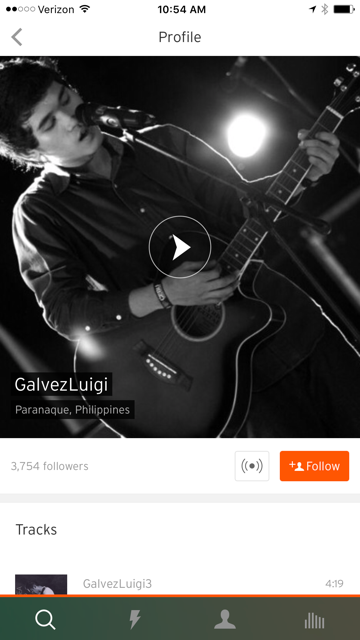 Verizon
10:54 AM
Profile
GalvezLuigi
Paranaque, Philippines
3,754 followers
Follow
Tracks
GalvezLuigi3
4:19